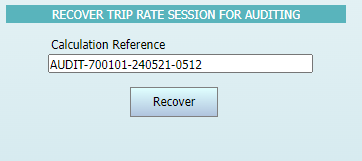 RECOVER TRIP RATE SESSION FOR AUDITING
Calculation Reference
AUDIT-700101-240521-0512
Recover